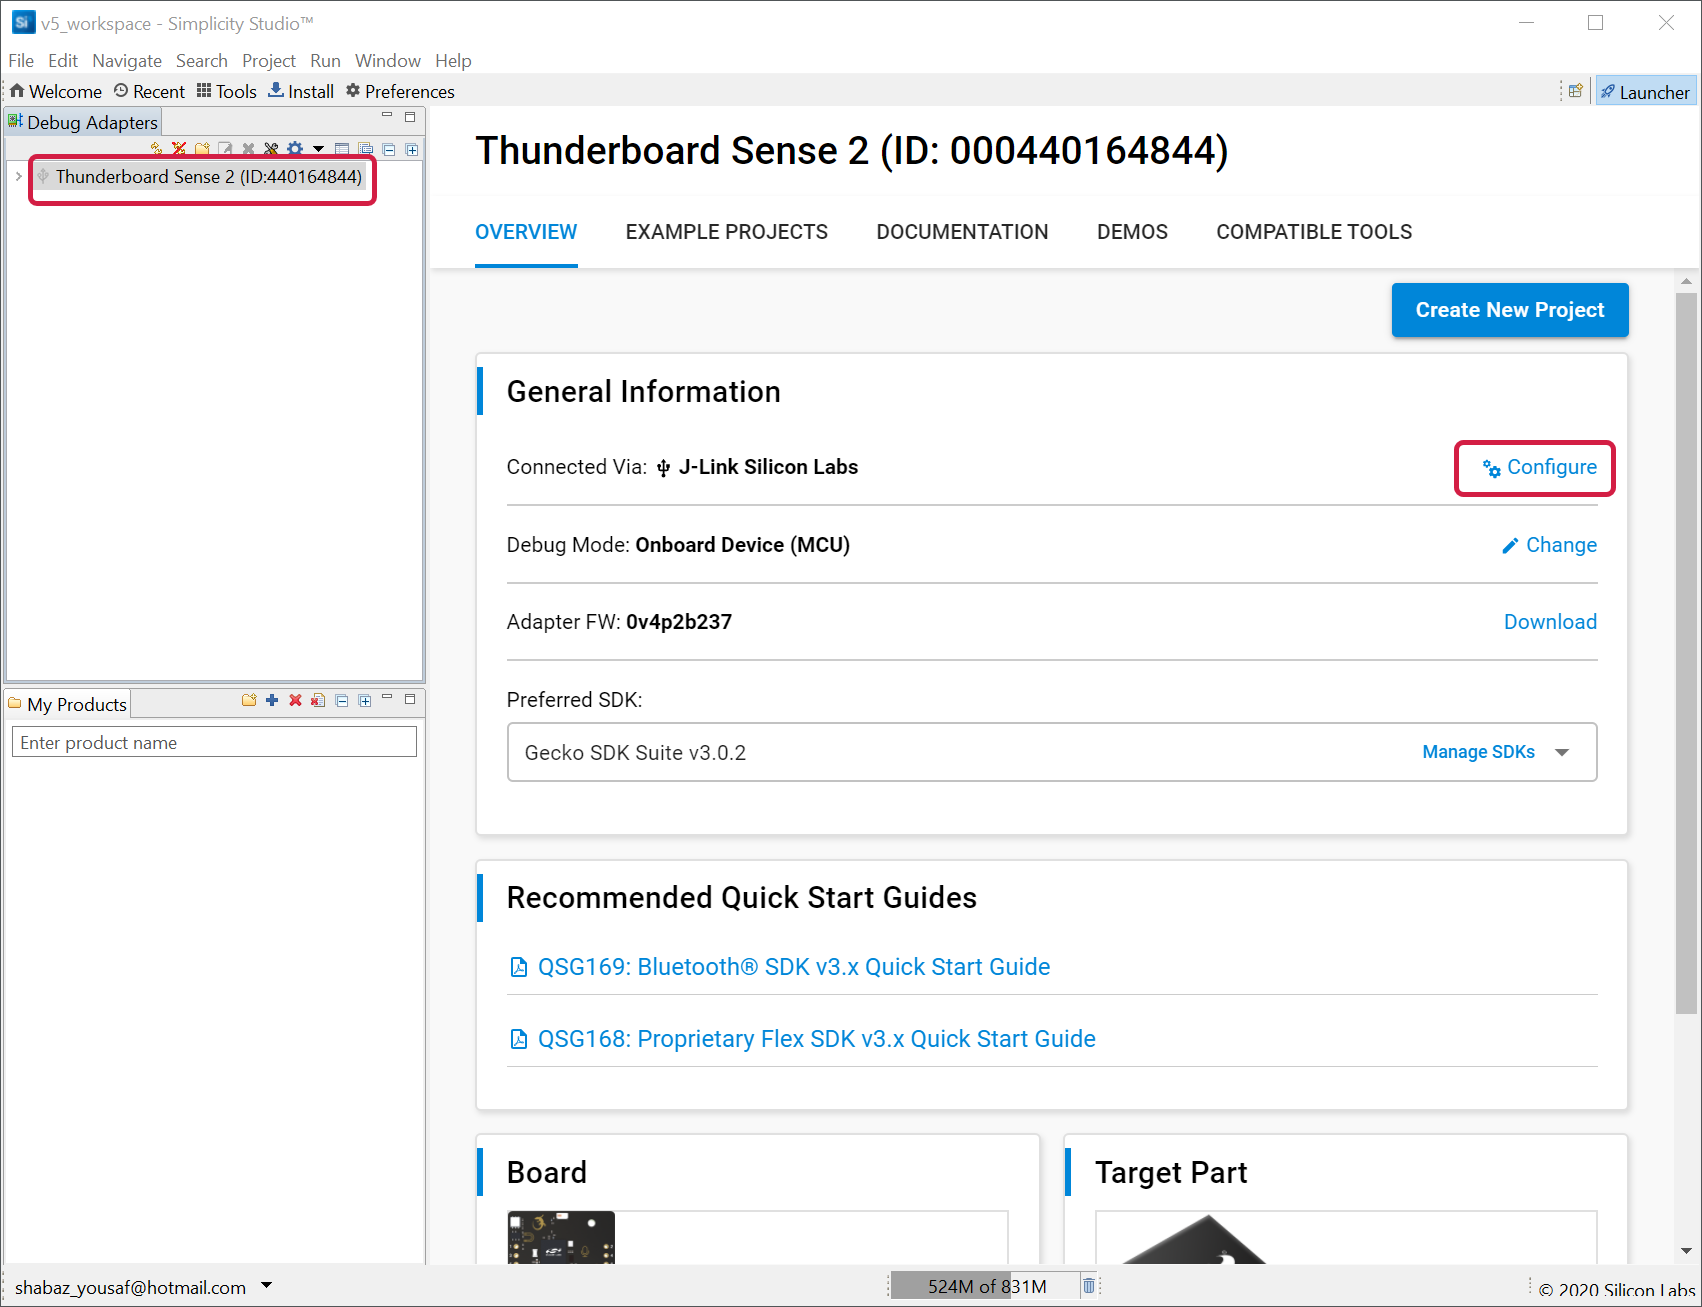 Si v5_workspace - Simplicity Studio™
File Edit Navigate Search Project Run Window Help
Welcome Recent Tools Install Preferences Launcher
Debug Adapters
Thunderboard Sense 2 (ID:440164844)
Thunderboard Sense 2 (ID: 000440164844)
OVERVIEW EXAMPLE PROJECTS DOCUMENTATION DEMOS COMPATIBLE TOOLS
Create New Project
General Information
Connected Via: J-Link Silicon Labs Configure
Debug Mode: Onboard Device (MCU) Change
Adapter FW: 0v4p2b237 Download
Preferred SDK:
Gecko SDK Suite v3.0.2 Manage SDKs
My Products
Enter product name
Recommended Quick Start Guides
QSG169: Bluetooth® SDK v3.x Quick Start Guide
QSG168: Proprietary Flex SDK v3.x Quick Start Guide
Board
Target Part
shabaz_yousaf@hotmail.com
524M of 831M
© 2020 Silicon Labs